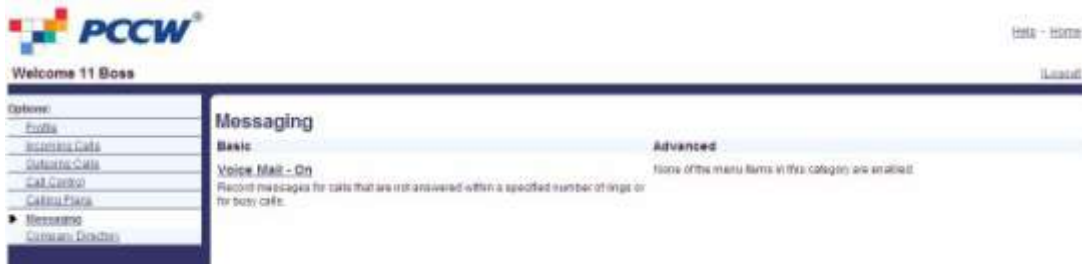 PCCW®
Help - Home
Welcome 11 Boss
[Logout]
Options:
Profile
Incoming Calls
Outgoing Calls
Call Control
Calling Plans
Messaging
Company Directory
Messaging
Basic
Advanced
Voice Mail - On
None of the menu items in this category are enabled.
Record messages for calls that are not answered within a specified number of rings or
for busy calls.